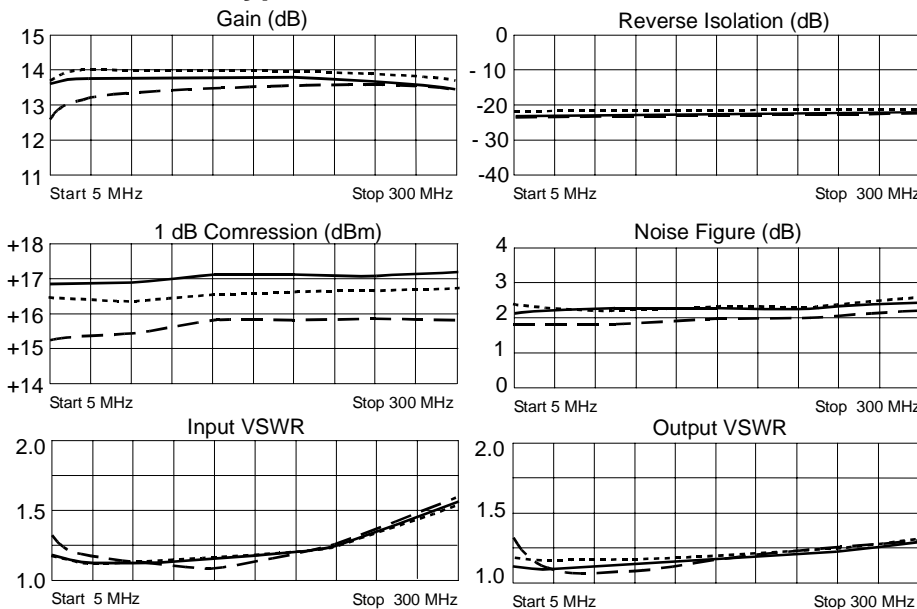 Gain (dB)
15
14
13
12
11
Start 5 MHz Stop 300 MHz
Reverse Isolation (dB)
0
- 10
-20
- 30
-40
Start 5 MHz Stop 300 MHz
1 dB Comression (dBm)
+18
+17
+16
+15
+14
Start 5 MHz Stop 300 MHz
Noise Figure (dB)
4
3
2
1
0
Start 5 MHz Stop 300 MHz
Input VSWR
2.0
1.5
1.0
Start 5 MHz Stop 300 MHz
Output VSWR
2.0
1.5
1.0
Start 5 MHz Stop 300 MHz